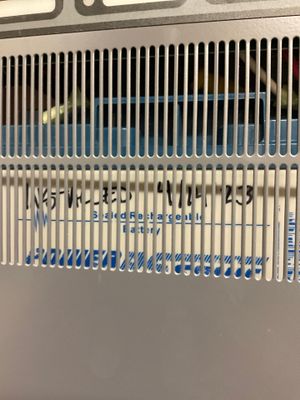 INSTALLED 4/14 23
Sealed Rechargeable
Battery